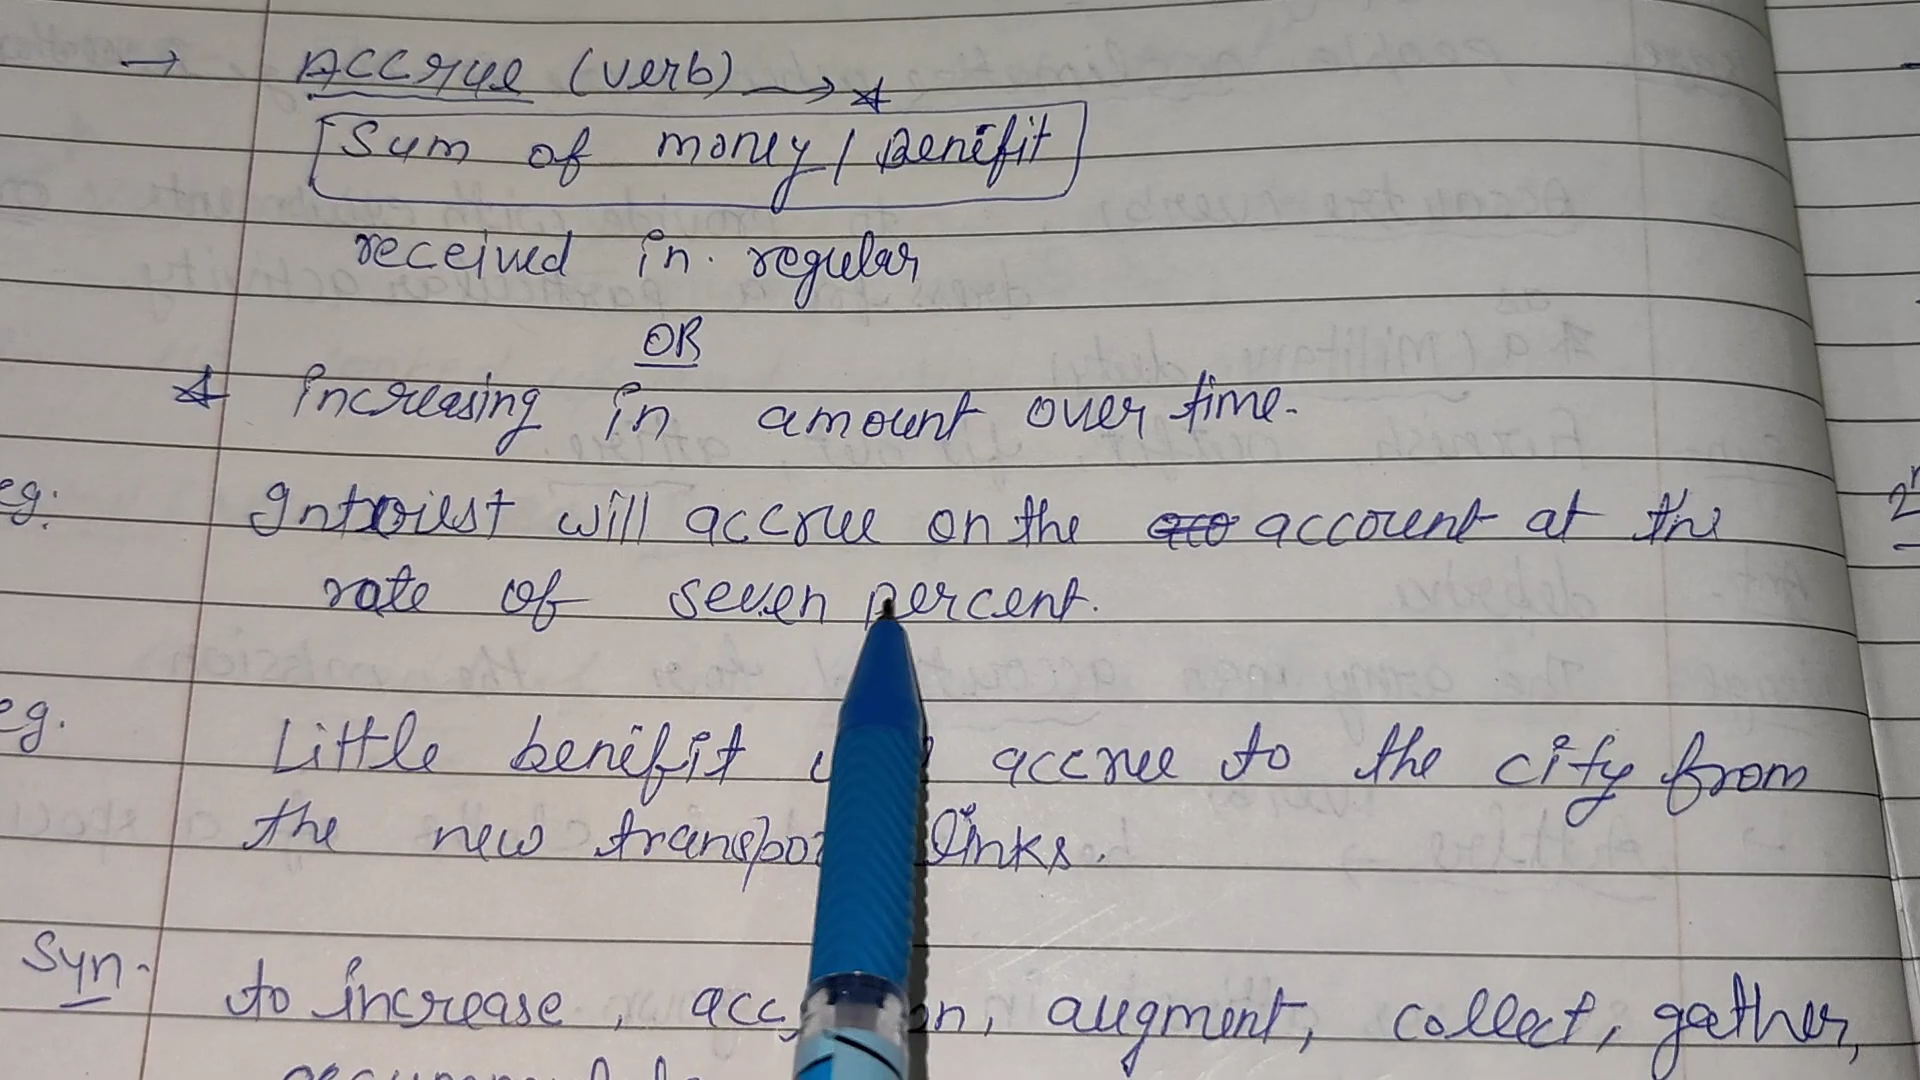 → Accrue (verb) →
Sum of money / Benefit
received in regular
OR
increasing in amount over time.
eg. Interiest will accrue on the account at the
rate of seven percent.
eg. Little benefit accrue to the city from
the new links.
Syn- to increase, augment, collect, gather,